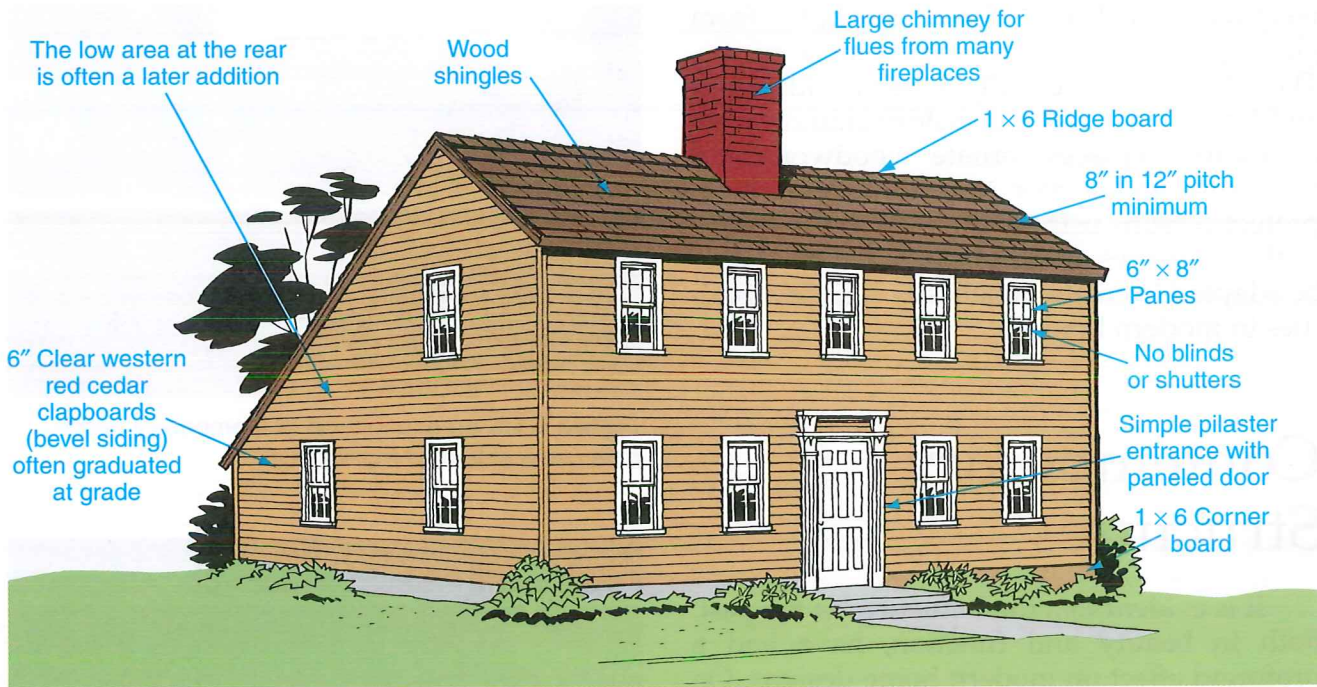 The low area at the rear
is often a later addition
Wood
shingles
Large chimney for
flues from many
fireplaces
1 × 6 Ridge board
8″ in 12″ pitch
minimum
6″ × 8″
Panes
No blinds
or shutters
6″ Clear western
red cedar
clapboards
(bevel siding)
often graduated
at grade
Simple pilaster
entrance with
paneled door
1 × 6 Corner
board